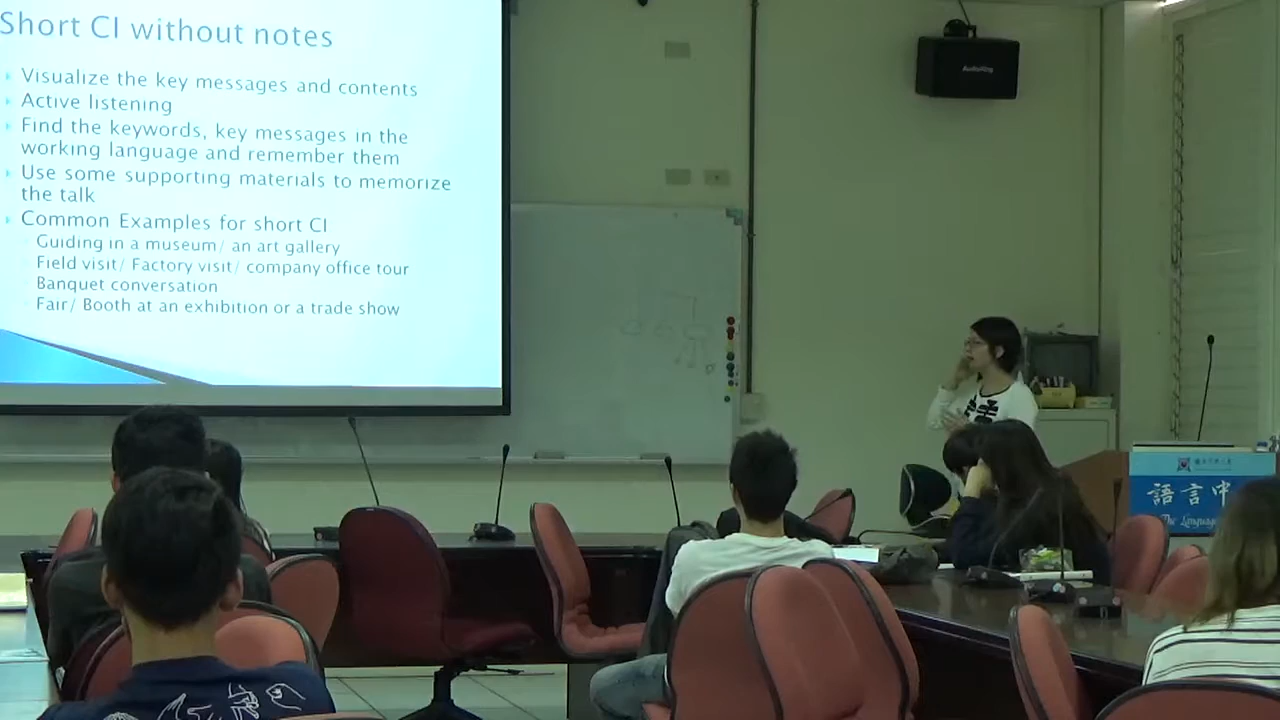 Short CI without notes
Visualize the key messages and contents
Active listening
Find the keywords, key messages in the
working language and remember them
Use some supporting materials to memorize
the talk
Common Examples for short CI
Guiding in a museum/ an art gallery
Field visit/ Factory visit/ company office tour
Banquet conversation
Fair/ Booth at an exhibition or a trade show
AudioKing
語言中
The Language